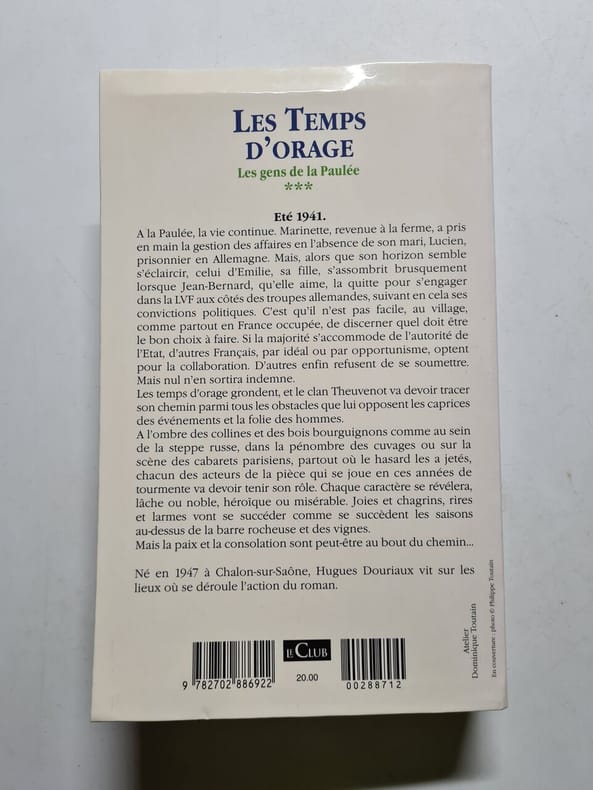 LES TEMPS
D'ORAGE
Les gens de la Paulée
***
Eté 1941.
A la Paulée, la vie continue. Marinette, revenue à la ferme, a pris
en main la gestion des affaires en l'absence de son mari, Lucien,
prisonnier en Allemagne. Mais, alors que son horizon semble
s'éclaircir, celui d'Emilie, sa fille, s'assombrit brusquement
lorsque Jean-Bernard, qu'elle aime, la quitte pour s'engager
dans la LVF aux côtés des troupes allemandes, suivant en cela ses
convictions politiques. C'est qu'il n'est pas facile, au village,
comme partout en France occupée, de discerner quel doit être
le bon choix à faire. Si la majorité s'accommode de l'autorité de
l'Etat, d'autres Français, par idéal ou par opportunisme, optent
pour la collaboration. D'autres enfin refusent de se soumettre.
Mais nul n'en sortira indemne.
Les temps d'orage grondent, et le clan Theuvenot va devoir tracer
son chemin parmi tous les obstacles que lui opposent les caprices
des événements et la folie des hommes.
A l'ombre des collines et des bois bourguignons comme au sein
de la steppe russe, dans la pénombre des cuvages ou sur la
scène des cabarets parisiens, partout où le hasard les a jetés,
chacun des acteurs de la pièce qui se joue en ces années de
tourmente va devoir tenir son rôle. Chaque caractère se révélera,
lâche ou noble, héroïque ou misérable. Joies et chagrins, rires
et larmes vont se succéder comme se succèdent les saisons
au-dessus de la barre rocheuse et des vignes.
Mais la paix et la consolation sont peut-être au bout du chemin...
Né en 1947 à Chalon-sur-Saône, Hugues Douriaux vit sur les
lieux où se déroule l'action du roman.
Atelier
Dominique Toutain
En couverture : photo © Philippe Toutain
LE CLUB
20.00
9 782702 886922
00288712